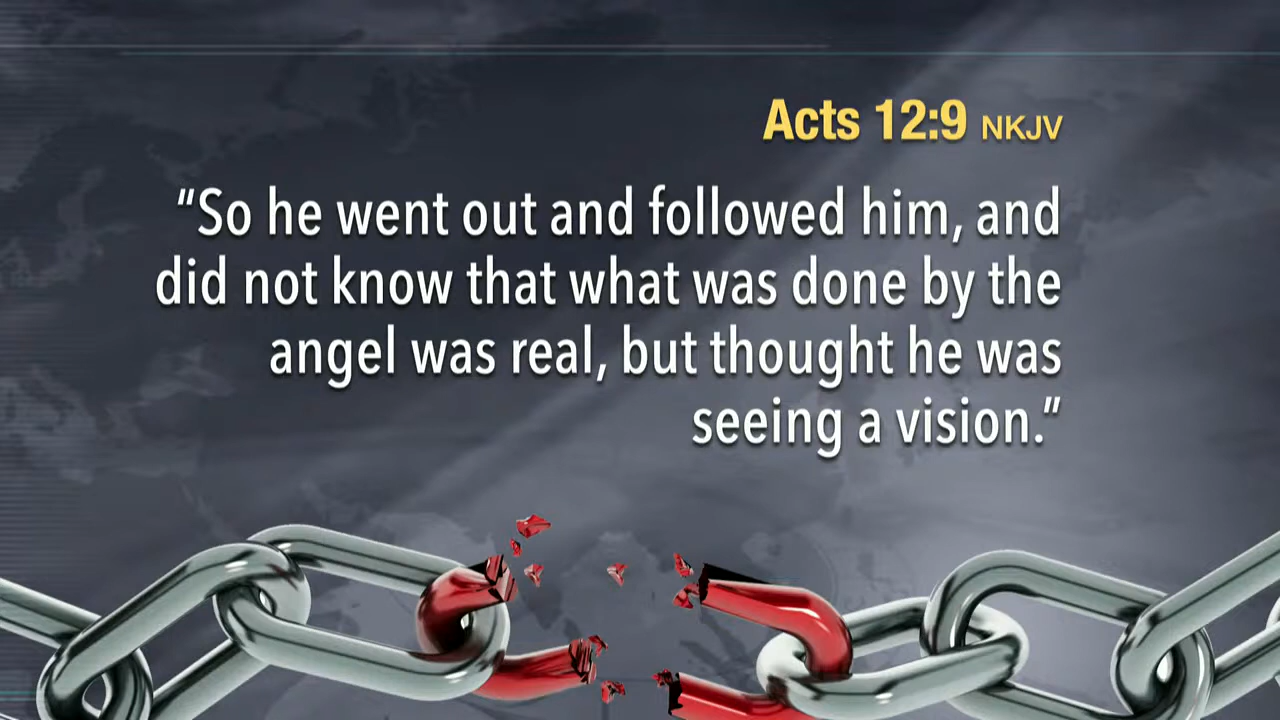 Acts 12:9 NKJV
“So he went out and followed him, and
did not know that what was done by the
angel was real, but thought he was
seeing a vision.”